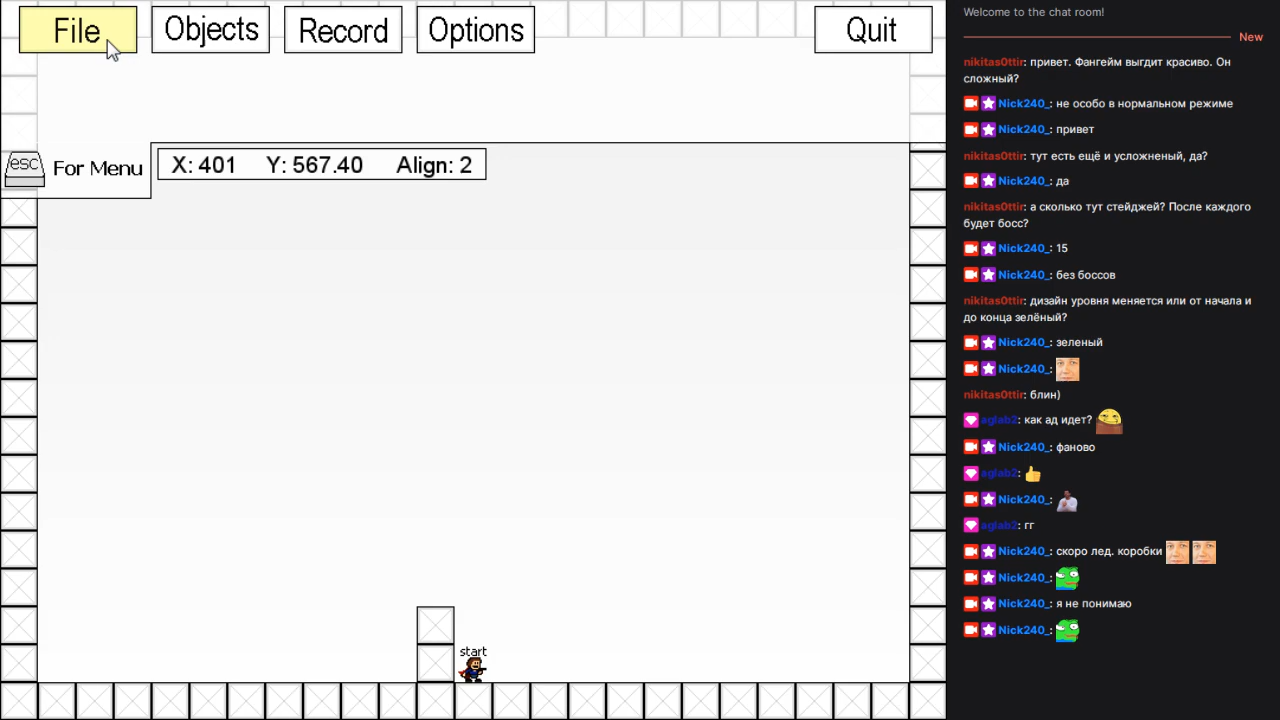 File
Objects
Record
Options
Quit
esc
For Menu
X: 401 Y: 567.40 Align: 2
start
Welcome to the chat room!
New
nikitas0ttir: привет. Фангейм выгдит красиво. Он
сложный?
Nick240_: не особо в нормальном режиме
Nick240_: привет
nikitas0ttir: тут есть ещё и усложненый, да?
Nick240_: да
nikitas0ttir: а сколько тут стейджей? После каждого
будет босс?
Nick240_: 15
Nick240_: без боссов
nikitas0ttir: дизайн уровня меняется или от начала и
до конца зелёный?
Nick240_: зеленый
Nick240_:
nikitas0ttir: блин)
aglab2: как ад идет?
Nick240_: фаново
aglab2:
Nick240_:
aglab2: гг
Nick240_: скоро лед. коробки
Nick240_:
Nick240_: я не понимаю
Nick240_: